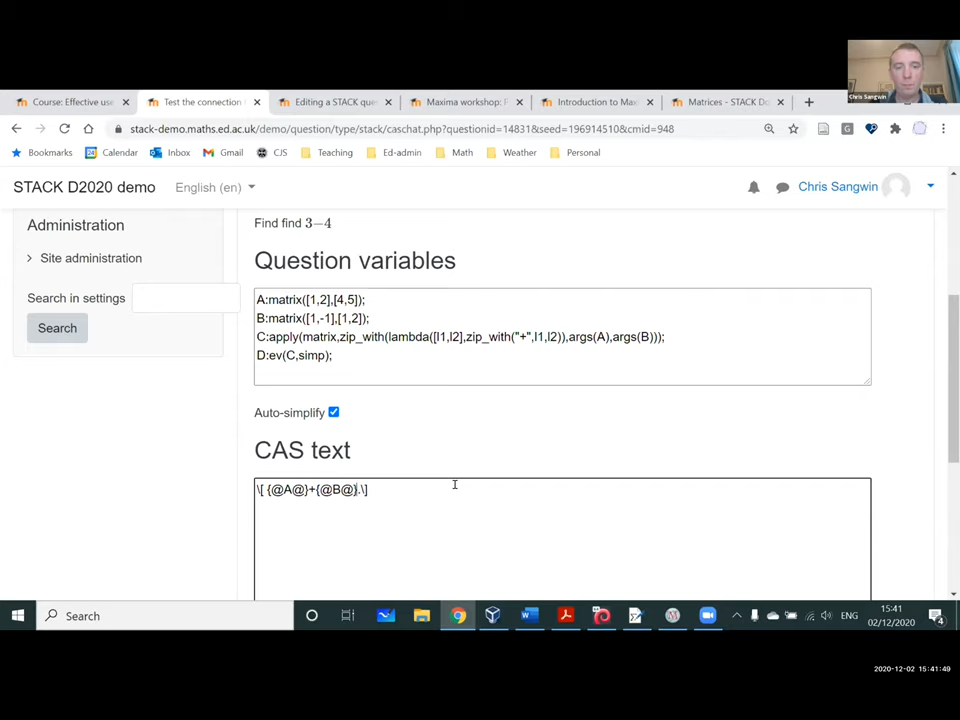 Chris Sangwin
Course: Effective use
Test the connection
Editing a STACK que
Maxima workshop: F
Introduction to Max
Matrices - STACK Do
stack-demo.maths.ed.ac.uk/demo/question/type/stack/caschat.php?questionid=14831&seed=196914510&cmid=948
Bookmarks
Calendar
Inbox
Gmail
CJS
Teaching
Ed-admin
Math
Weather
Personal
STACK D2020 demo
English (en)
Chris Sangwin
Administration
Site administration
Search in settings
Search
Find find 3−4
Question variables
A:matrix([1,2],[4,5]);
B:matrix([1,-1],[1,2]);
C:apply(matrix,zip_with(lambda([l1,l2],zip_with("+",l1,l2)),args(A),args(B)));
D:ev(C,simp);
Auto-simplify
CAS text
\[ {@A@}+{@B@}.\]
Search
ENG
15:41
02/12/2020
4
2020-12-02 15:41:49